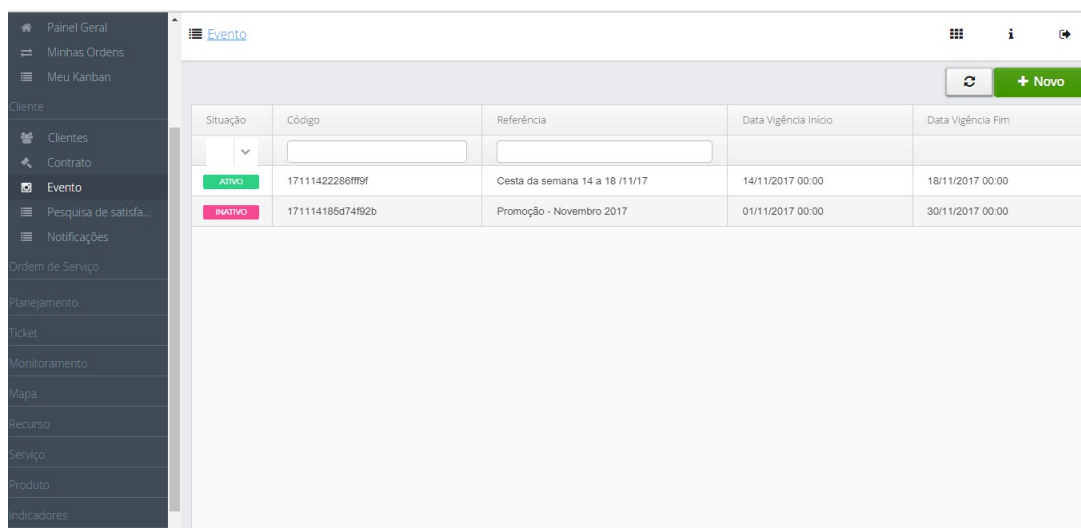 Painel Geral
Minhas Ordens
Meu Kanban
Cliente
Clientes
Contrato
Evento
Pesquisa de satisfa...
Notificações
Ordem de Serviço
Planejamento
Ticket
Monitoramento
Mapa
Recurso
Serviço
Produto
Indicadores
Evento
Novo
Situação Código Referência Data Vigência Início Data Vigência Fim
ATIVO 17111422286fff9f Cesta da semana 14 a 18 /11/17 14/11/2017 00:00 18/11/2017 00:00
INATIVO 171114185d74f92b Promoção - Novembro 2017 01/11/2017 00:00 30/11/2017 00:00